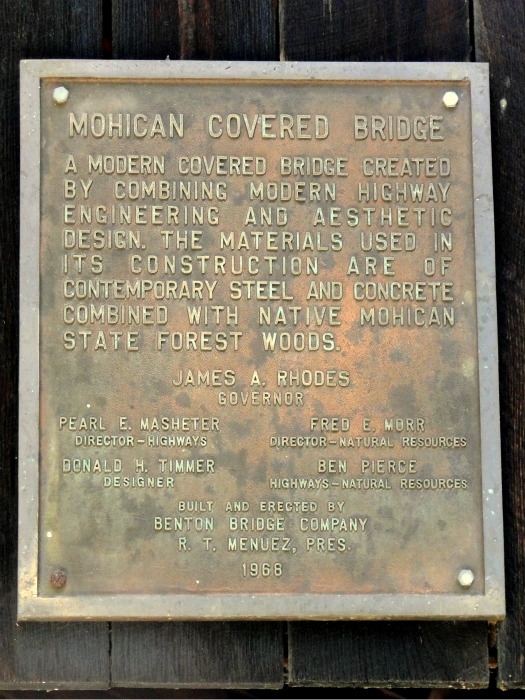 MOHICAN COVERED BRIDGE
A MODERN COVERED BRIDGE CREATED
BY COMBINING MODERN HIGHWAY
ENGINEERING AND AESTHETIC
DESIGN. THE MATERIALS USED IN
ITS CONSTRUCTION ARE OF
CONTEMPORARY STEEL AND CONCRETE
COMBINED WITH NATIVE MOHICAN
STATE FOREST WOODS.
JAMES A. RHODES
GOVERNOR
PEARL E. MASHETER
DIRECTOR-HIGHWAYS
FRED E. MORR
DIRECTOR-NATURAL RESOURCES
DONALD H. TIMMER
DESIGNER
BEN PIERCE
HIGHWAYS-NATURAL RESOURCES
BUILT AND ERECTED BY
BENTON BRIDGE COMPANY
R. T. MENUEZ, PRES.
1968